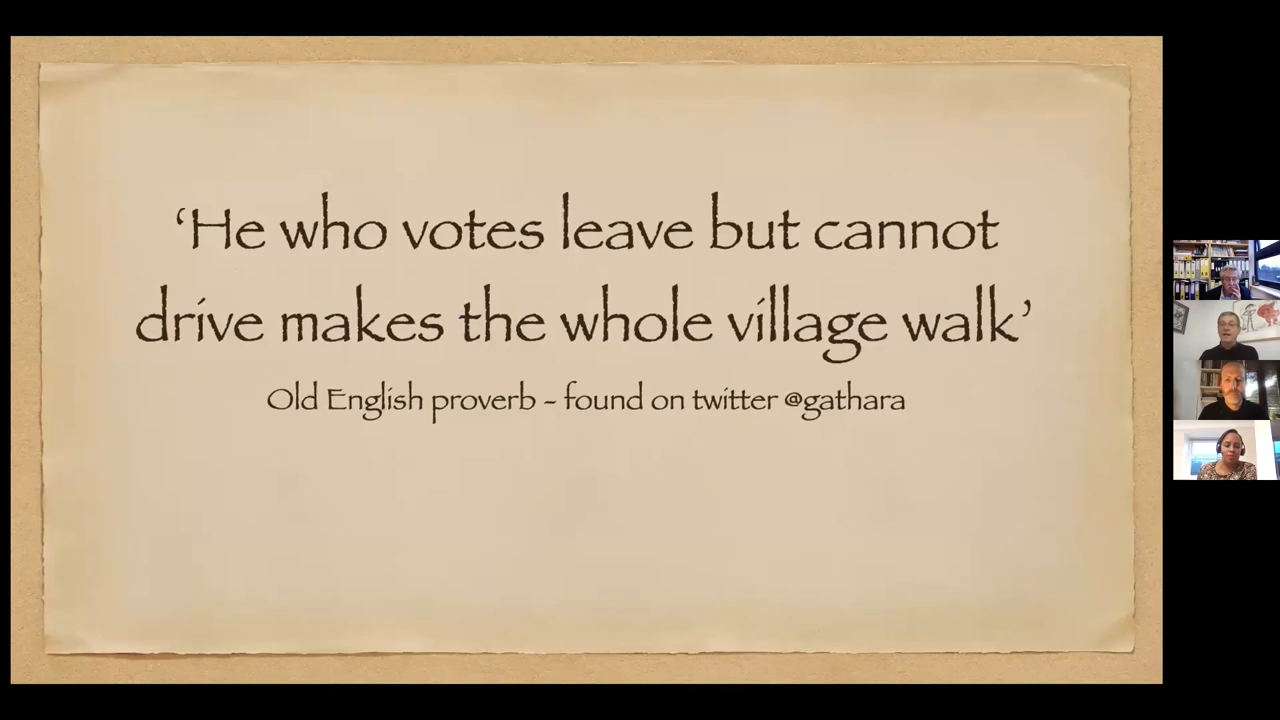 ‘He who votes leave but cannot
drive makes the whole village walk’
Old English proverb - found on twitter @gathara